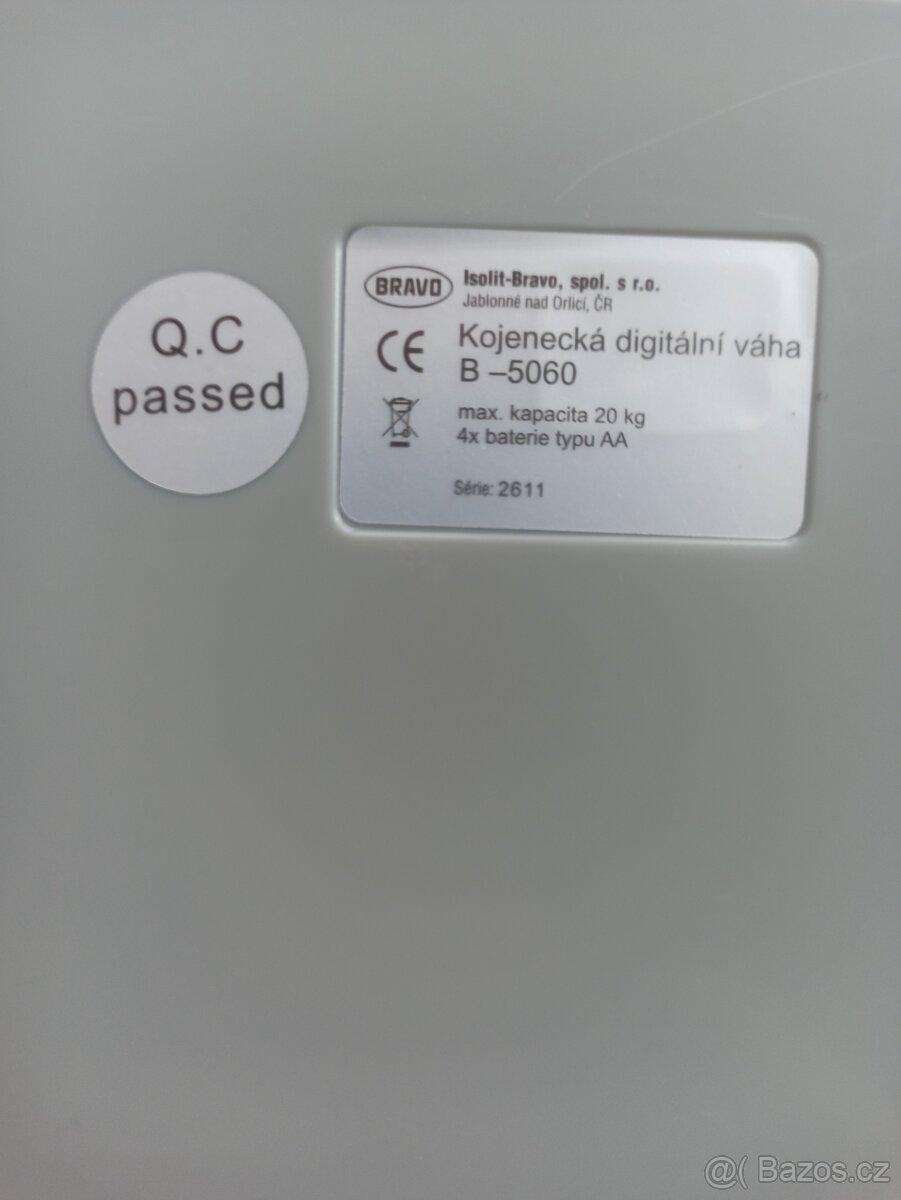 Q.C
passed
BRAVO
Isolit-Bravo, spol. s r.o.
Jablonné nad Orlicí, ČR
CE
Kojenecká digitální váha
B –5060
max. kapacita 20 kg
4x baterie typu AA
Série: 2611
@( Bazos.cz